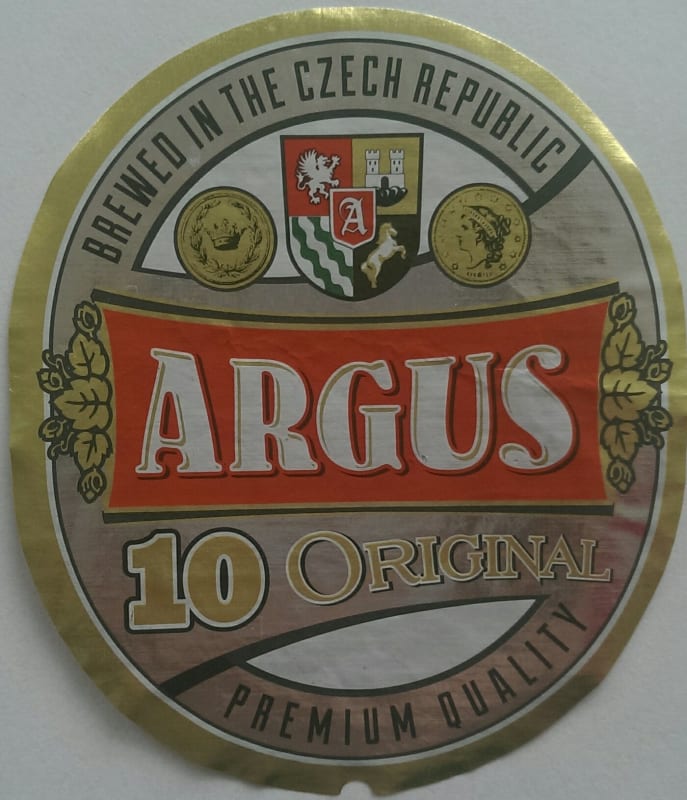 BREWED IN THE CZECH REPUBLIC
A
ARGUS
10 ORIGINAL
PREMIUM QUALITY